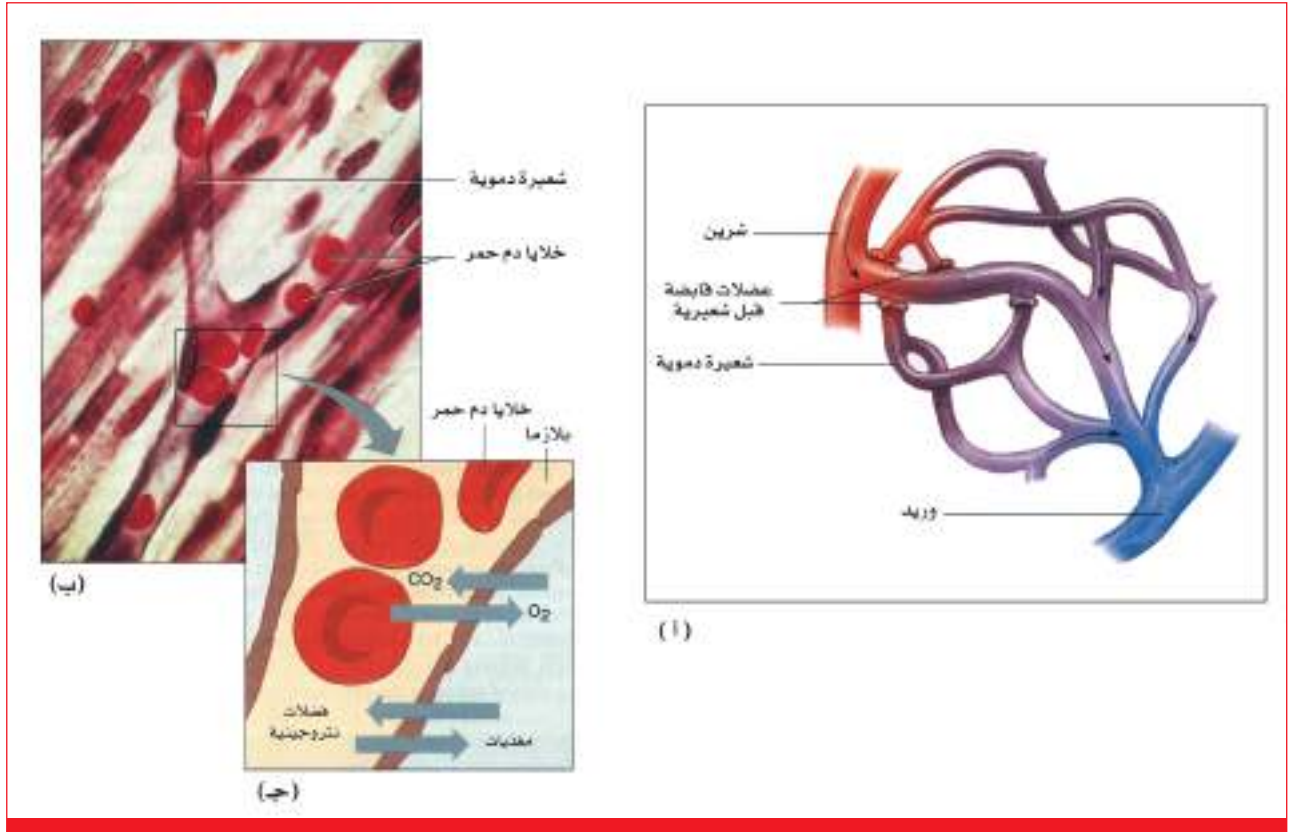 شرين
عضلات قابضة
قبل شعيرية
شعيرة دموية
وريد
(أ)
شعيرة دموية
خلايا دم حمر
(ب)
خلايا دم حمر
بلازما
CO2
O2
فضلات
نتروجينية
مغذيات
(جـ)